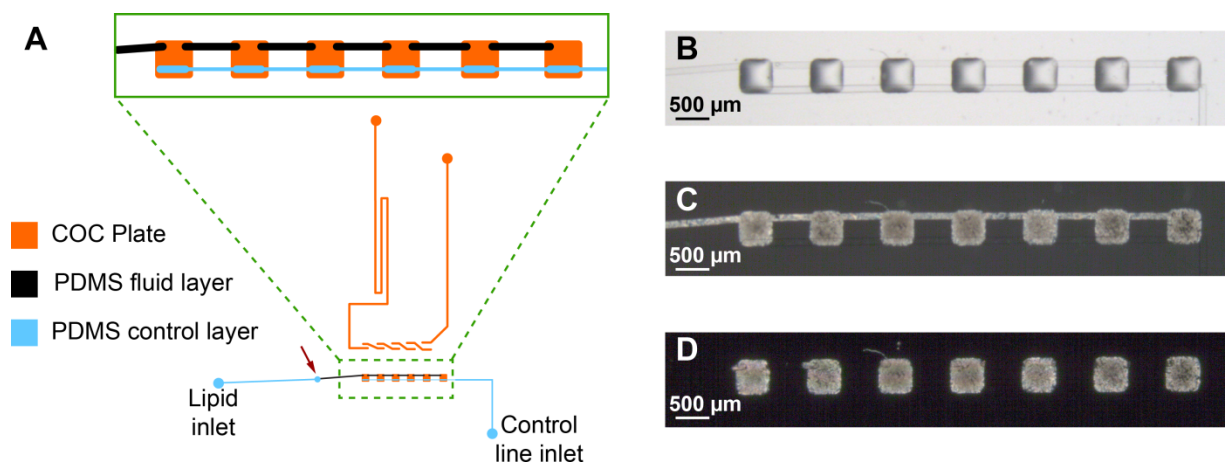 A
COC Plate
PDMS fluid layer
PDMS control layer
Lipid
inlet
Control
line inlet
B
500 µm
C
500 µm
D
500 µm